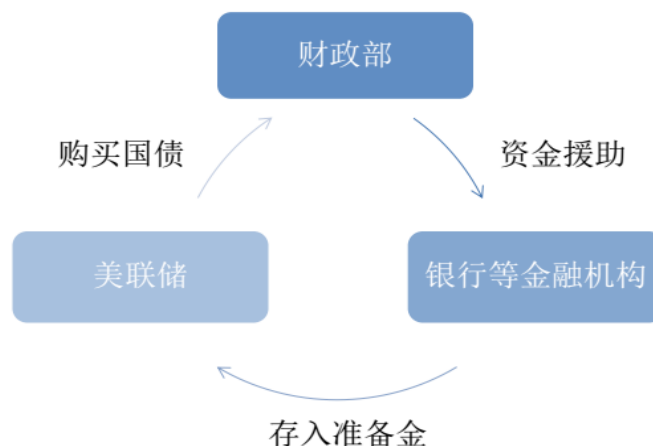 财政部
购买国债
资金援助
美联储
银行等金融机构
存入准备金